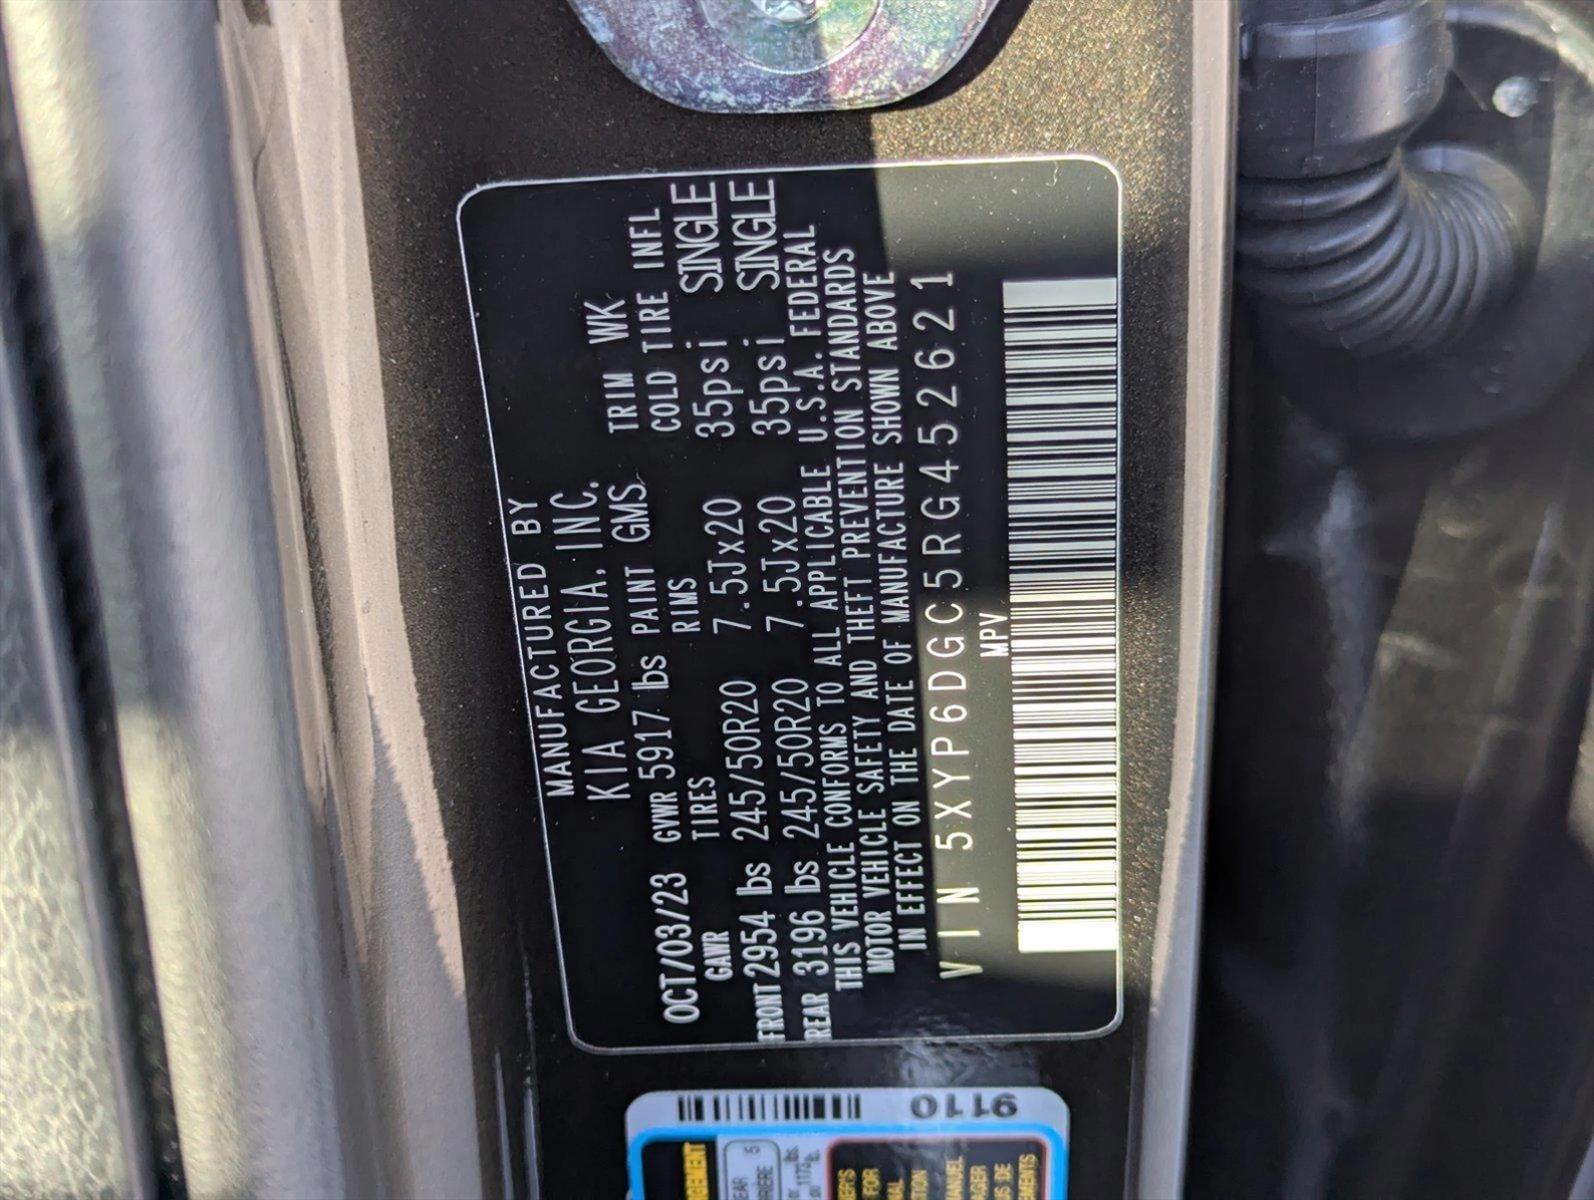 MANUFACTURED BY
KIA GEORGIA, INC.
OCT/03/23 GVWR 5917 lbs PAINT GMS. TRIM WK
GAWR TIRES RIMS COLD TIRE INFL
FRONT 2954 lbs 245/50R20 7.5Jx20 35psi SINGLE
REAR 3196 lbs 245/50R20 7.5Jx20 35psi SINGLE
THIS VEHICLE CONFORMS TO ALL APPLICABLE U.S.A. FEDERAL
MOTOR VEHICLE SAFETY AND THEFT PREVENTION STANDARDS
IN EFFECT ON THE DATE OF MANUFACTURE SHOWN ABOVE
VIN 5XYP6DGC5RG452621
MPV
9110
5